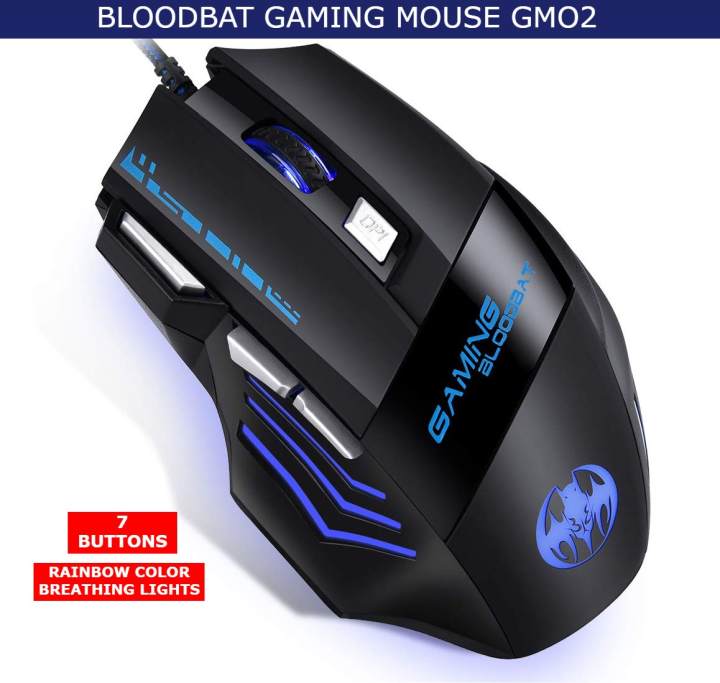 BLOODBAT GAMING MOUSE GMO2
DPI
GAMING
BLOODBAT
7
BUTTONS
RAINBOW COLOR
BREATHING LIGHTS